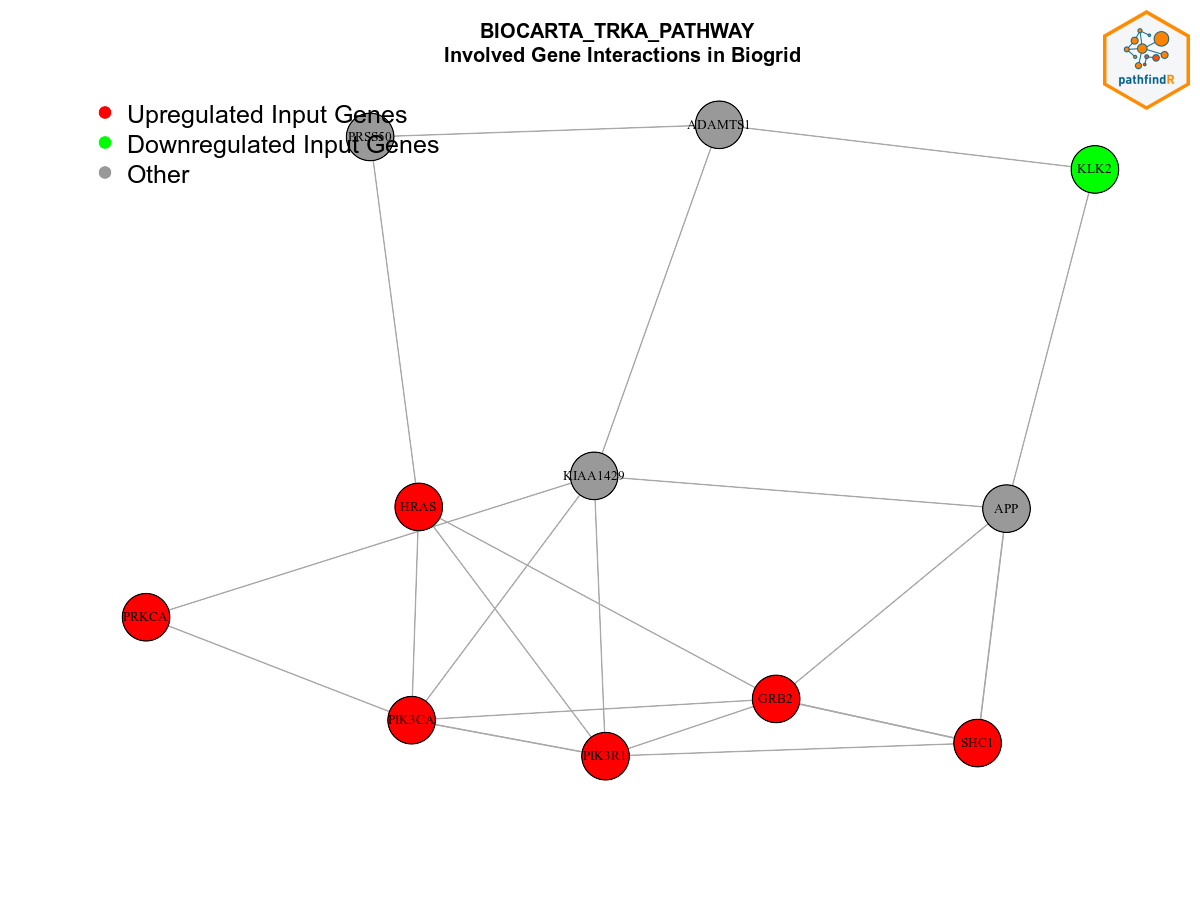 BIOCARTA_TRKA_PATHWAY
Involved Gene Interactions in Biogrid
pathfindR
Upregulated Input Genes
Downregulated Input Genes
Other
PRSS50
ADAMTS1
KLK2
KIAA1429
HRAS
APP
PRKCA
GRB2
PIK3CA
SHC1
PIK3R1